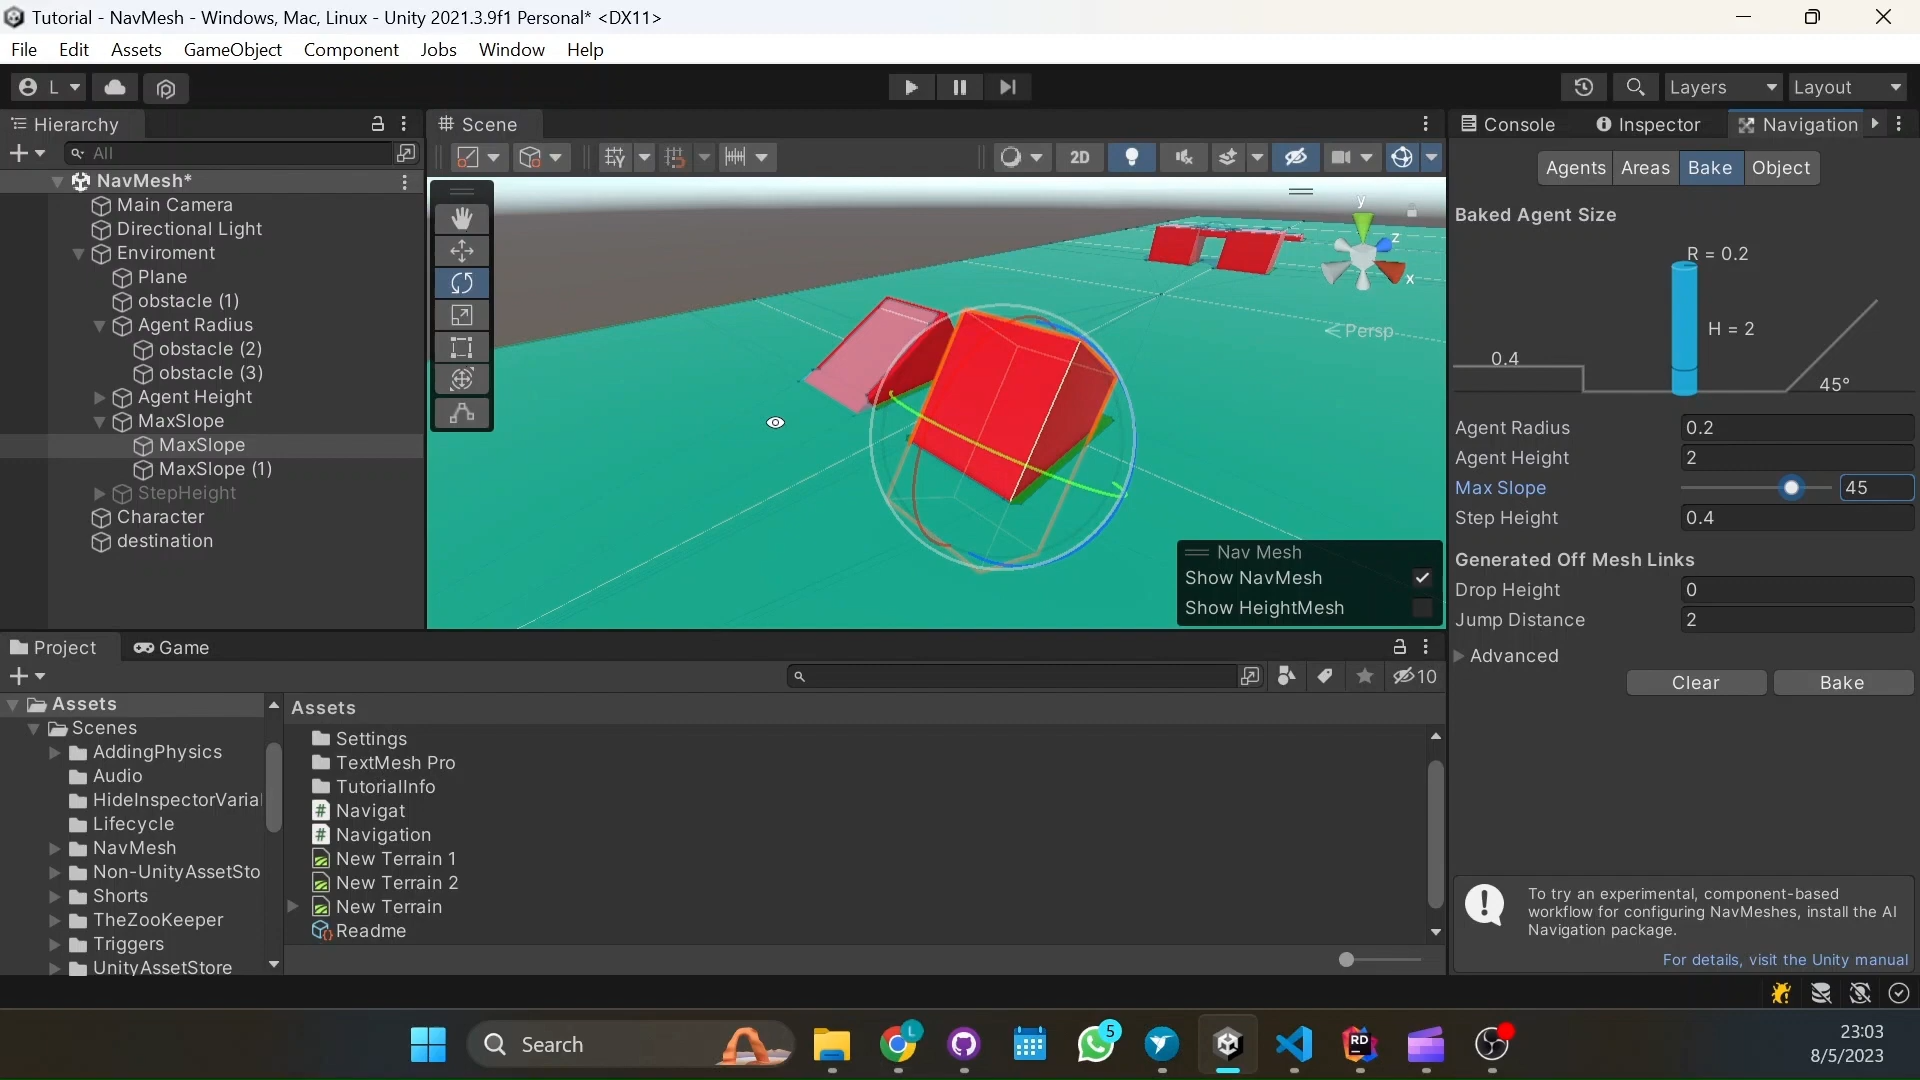 Tutorial - NavMesh - Windows, Mac, Linux - Unity 2021.3.9f1 Personal* <DX11>
File Edit Assets GameObject Component Jobs Window Help
L Layers Layout
Hierarchy
All
NavMesh*
Main Camera
Directional Light
Enviroment
Plane
obstacle (1)
Agent Radius
obstacle (2)
obstacle (3)
Agent Height
MaxSlope
MaxSlope
MaxSlope (1)
StepHeight
Character
destination
Scene
2D
y
z
x
Persp
Nav Mesh
Show NavMesh
Show HeightMesh
Console Inspector Navigation
Agents Areas Bake Object
Baked Agent Size
R = 0.2
H = 2
0.4
45°
Agent Radius 0.2
Agent Height 2
Max Slope 45
Step Height 0.4
Generated Off Mesh Links
Drop Height 0
Jump Distance 2
Advanced
Clear Bake
To try an experimental, component-based
workflow for configuring NavMeshes, install the AI
Navigation package.
For details, visit the Unity manual
Project Game
10
Assets
Scenes
AddingPhysics
Audio
HideInspectorVarial
Lifecycle
NavMesh
Non-UnityAssetSto
Shorts
TheZooKeeper
Triggers
UnityAssetStore
Assets
Settings
TextMesh Pro
TutorialInfo
Navigat
Navigation
New Terrain 1
New Terrain 2
New Terrain
Readme
Search
L
5
RD
23:03
8/5/2023